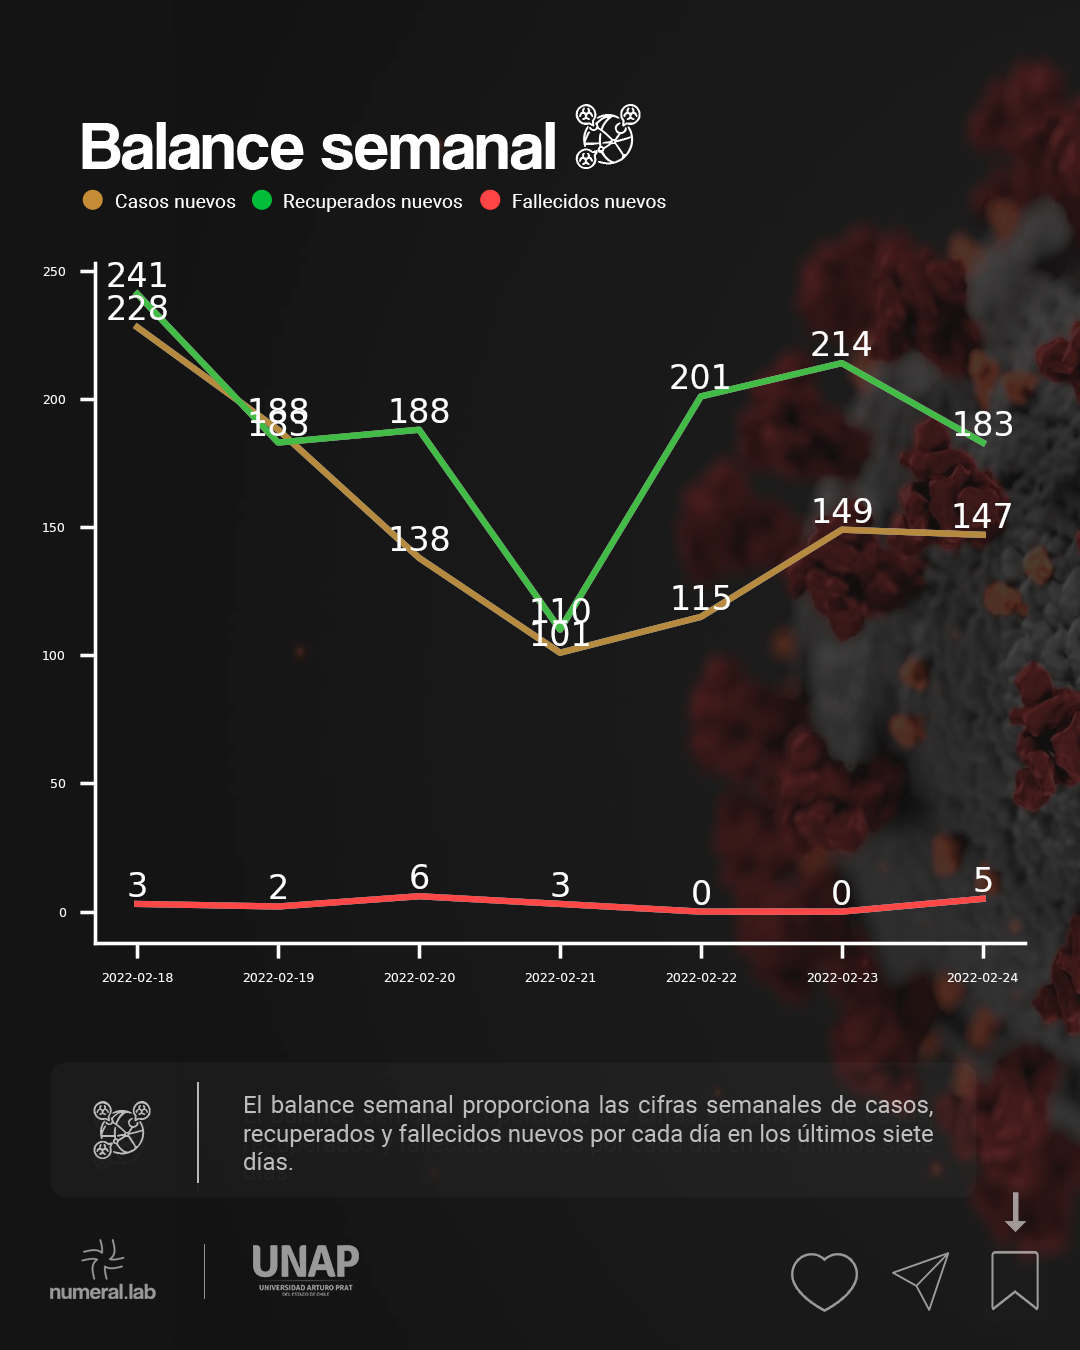 Balance semanal
Casos nuevos Recuperados nuevos Fallecidos nuevos
250
241
228
200
188
183
188
201
214
183
150
138
149
147
110
101
115
100
50
3
2
6
3
0
0
5
0
2022-02-18 2022-02-19 2022-02-20 2022-02-21 2022-02-22 2022-02-23 2022-02-24
El balance semanal proporciona las cifras semanales de casos,
recuperados y fallecidos nuevos por cada día en los últimos siete
días.
numeral.lab
UNAP
UNIVERSIDAD ARTURO PRAT
DEL ESTADO DE CHILE